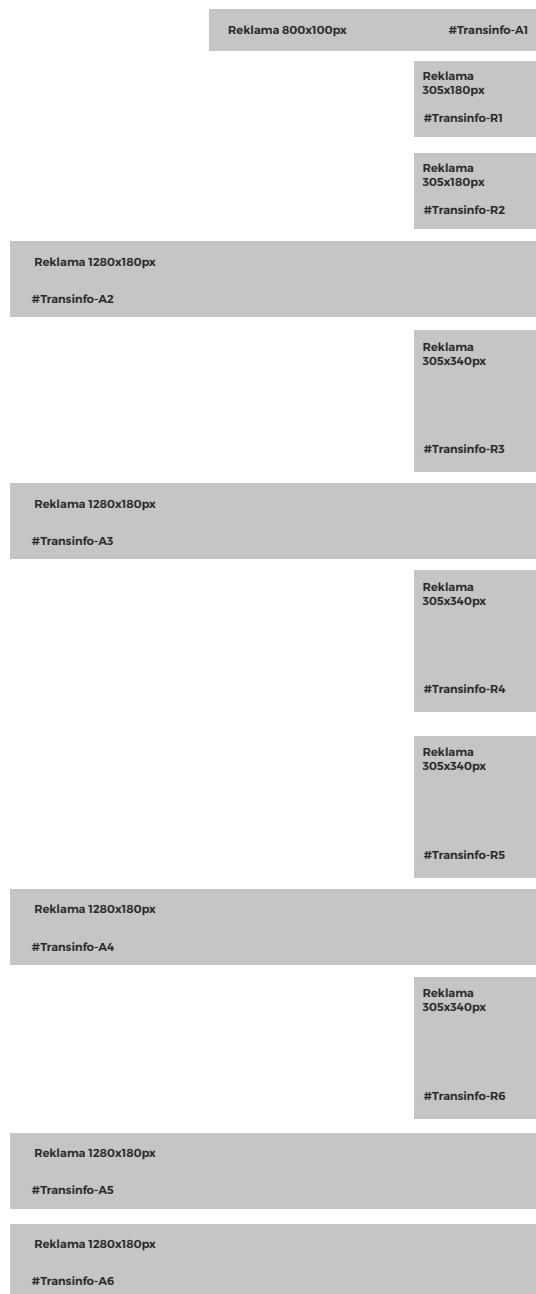 Reklama 800x100px #Transinfo-A1
Reklama
305x180px
#Transinfo-R1
Reklama
305x180px
#Transinfo-R2
Reklama 1280x180px
#Transinfo-A2
Reklama
305x340px
#Transinfo-R3
Reklama 1280x180px
#Transinfo-A3
Reklama
305x340px
#Transinfo-R4
Reklama
305x340px
#Transinfo-R5
Reklama 1280x180px
#Transinfo-A4
Reklama
305x340px
#Transinfo-R6
Reklama 1280x180px
#Transinfo-A5
Reklama 1280x180px
#Transinfo-A6